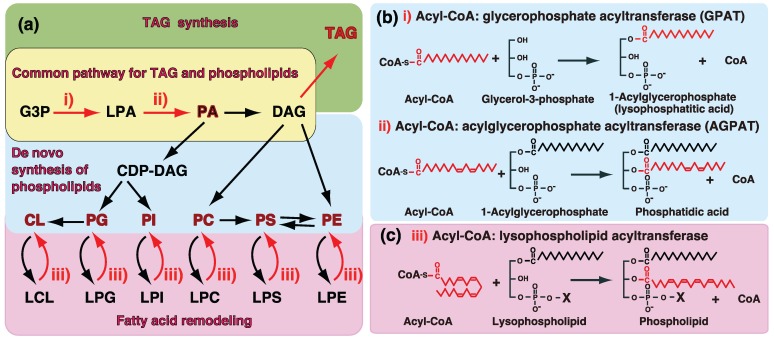 (a)
TAG synthesis
TAG
Common pathway for TAG and phospholipids
i) ii)
G3P LPA PA DAG
De novo
synthesis of
phospholipids
CDP-DAG
CL PG PI PC PS PE
iii) iii) iii) iii) iii) iii)
LCL LPG LPI LPC LPS LPE
Fatty acid remodeling
(b) i) Acyl-CoA: glycerophosphate acyltransferase (GPAT)
CoA-S-C O + OH OH O-P-O- O O- O-C O OH O-P-O- O O- + CoA
Acyl-CoA Glycerol-3-phosphate 1-Acylglycerophosphate
(lysophosphatitic acid)
ii) Acyl-CoA: acylglycerophosphate acyltransferase (AGPAT)
CoA-s-C O + O-C O OH O-P-O- O O- O-C O O-C O O-P-O- O O- + CoA
Acyl-CoA 1-Acylglycerophosphate Phosphatidic acid
(c) iii) Acyl-CoA: lysophospholipid acyltransferase
CoA-s-C O + O-C O OH O-P-O-X O O- O-C O O-C O O-P-O-X O O- + CoA
Acyl-CoA Lysophospholipid Phospholipid